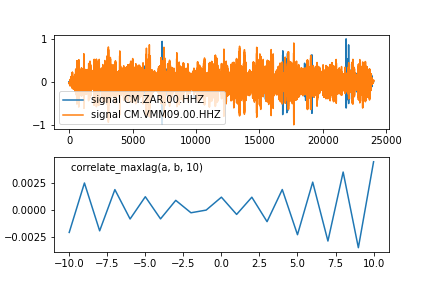 1
0
−1
signal CM.ZAR.00.HHZ
signal CM.VMM09.00.HHZ
0 5000 10000 15000 20000 25000
correlate_maxlag(a, b, 10)
0.0025
0.0000
−0.0025
−10.0 −7.5 −5.0 −2.5 0.0 2.5 5.0 7.5 10.0